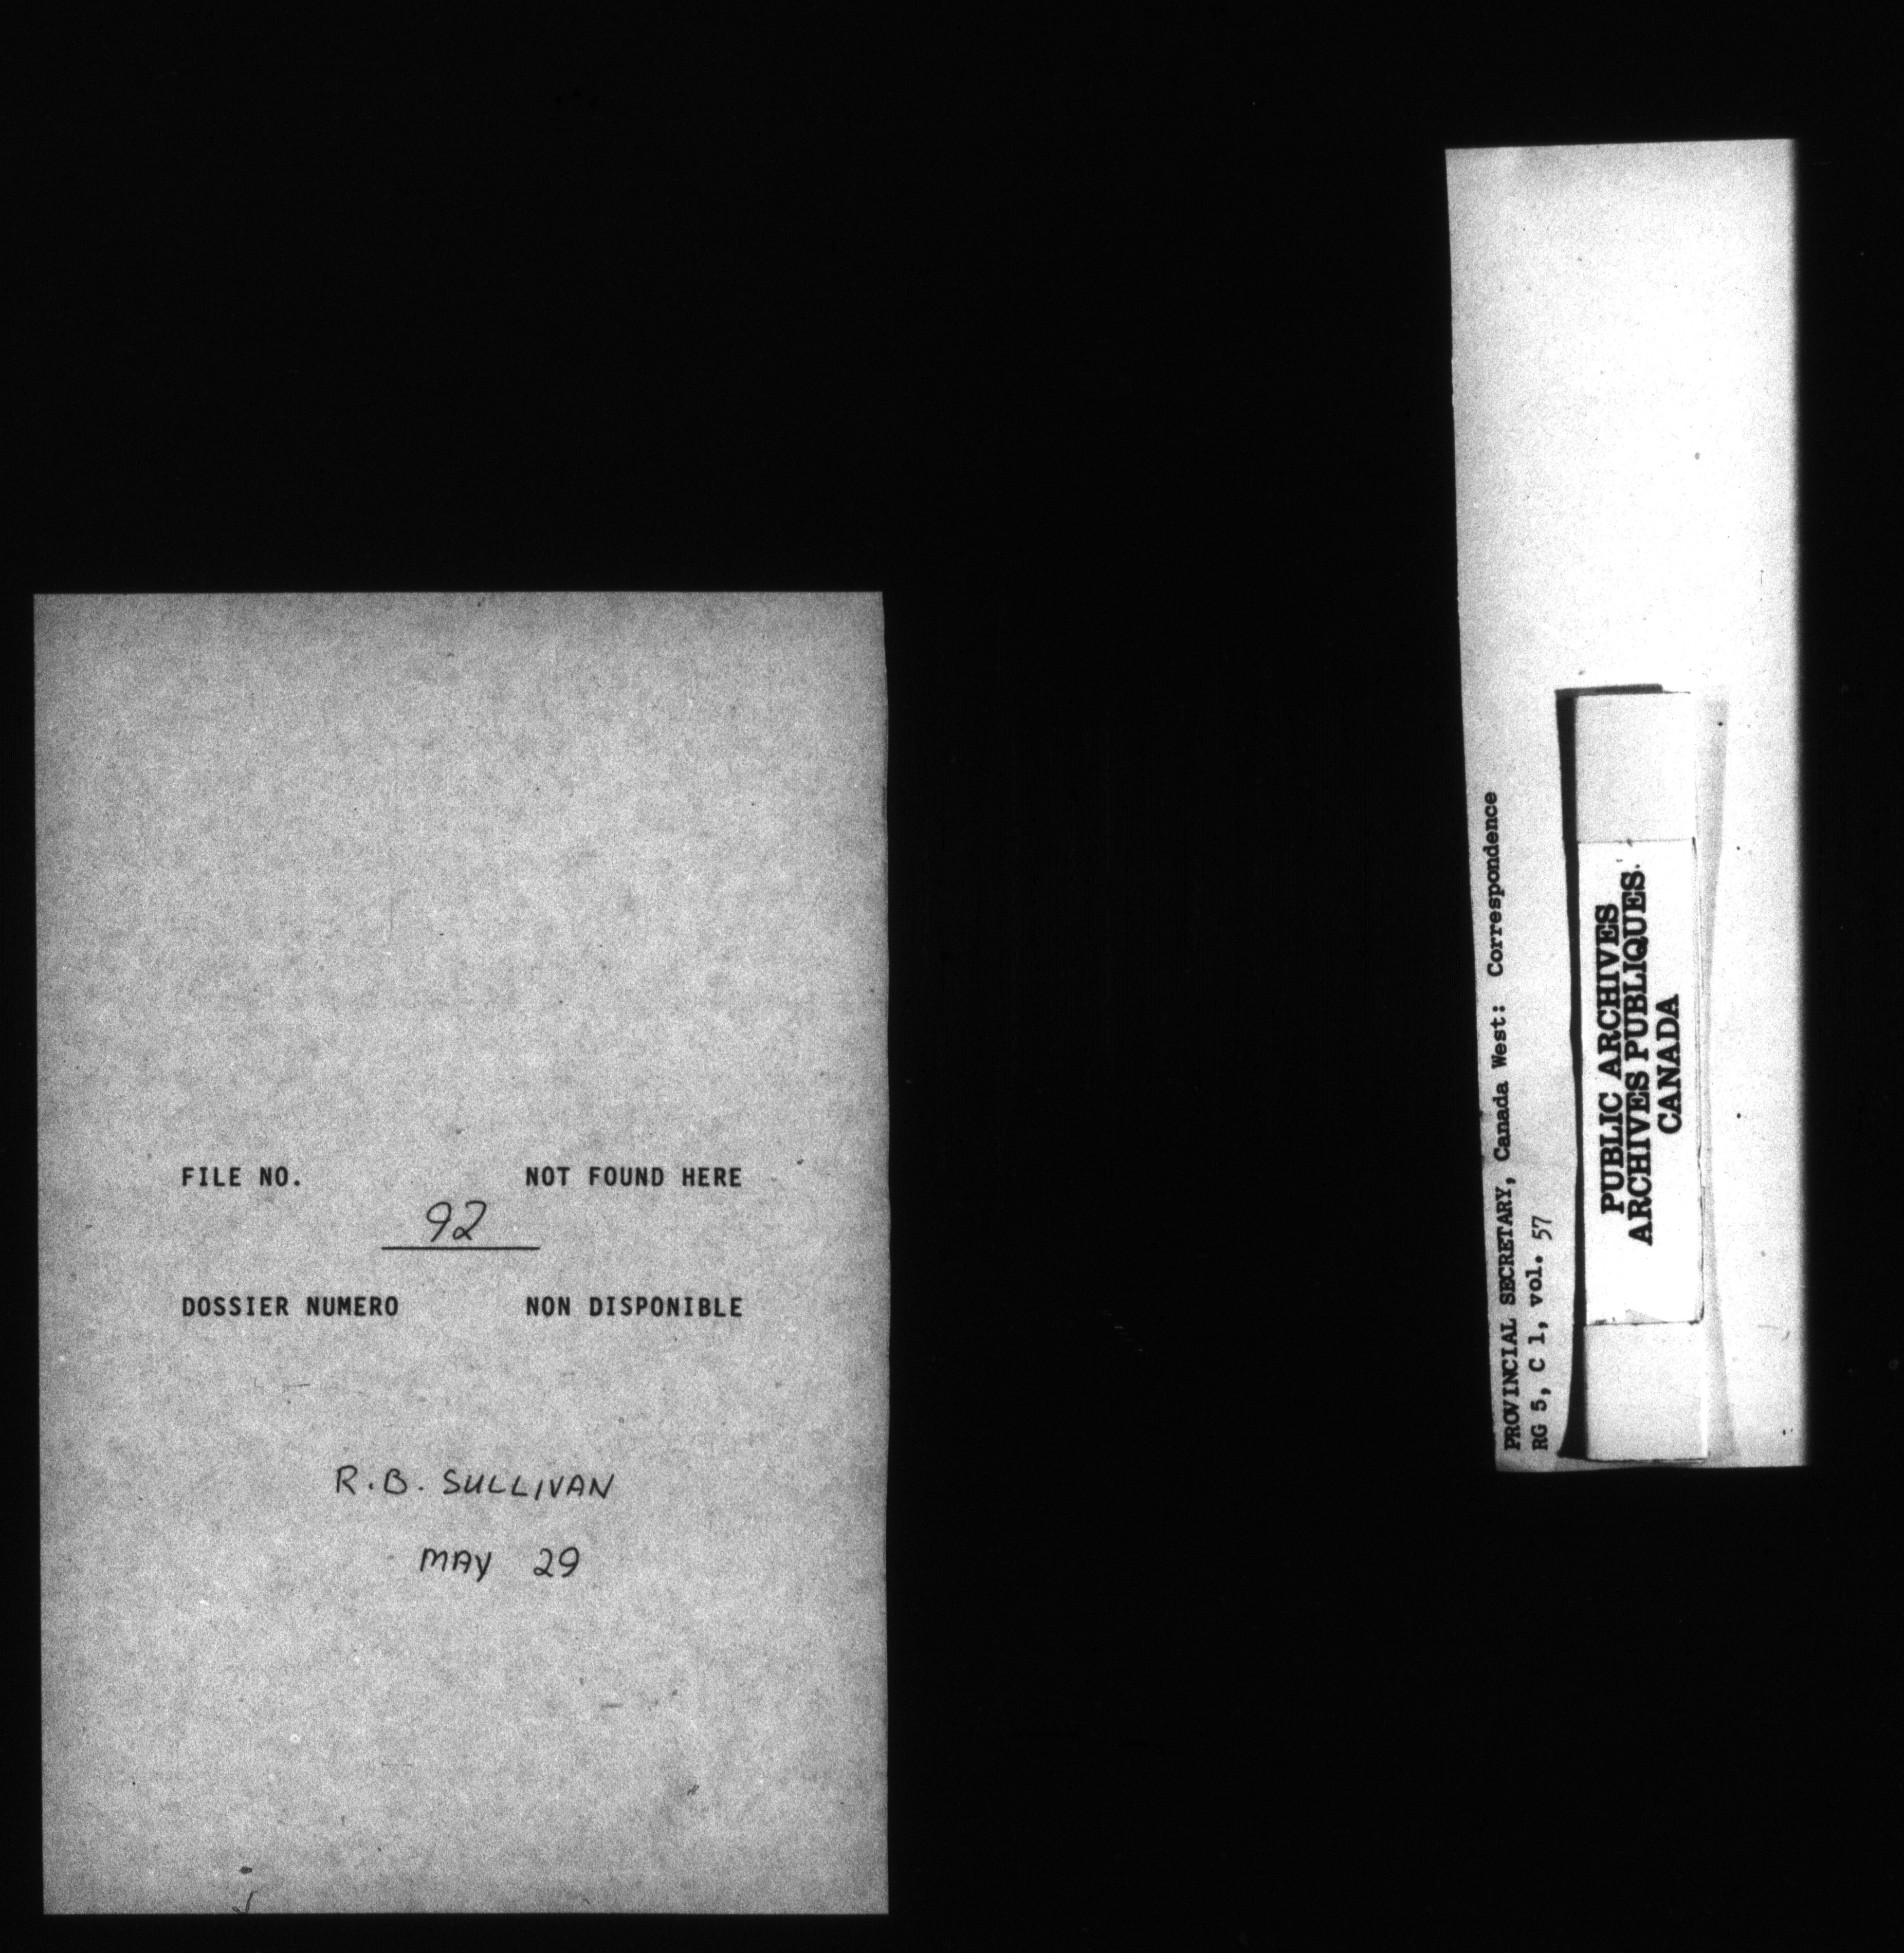 FILE NO. NOT FOUND HERE
92
DOSSIER NUMERO NON DISPONIBLE
R.B. SULLIVAN
MAY 29
PROVINCIAL SECRETARY, Canada West: Correspondence
RG 5, C 1, vol. 57
PUBLIC ARCHIVES
ARCHIVES PUBLIQUES
CANADA